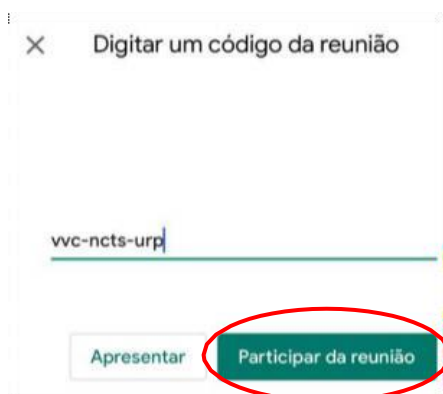 Digitar um código da reunião
vvc-ncts-urp
Apresentar
Participar da reunião